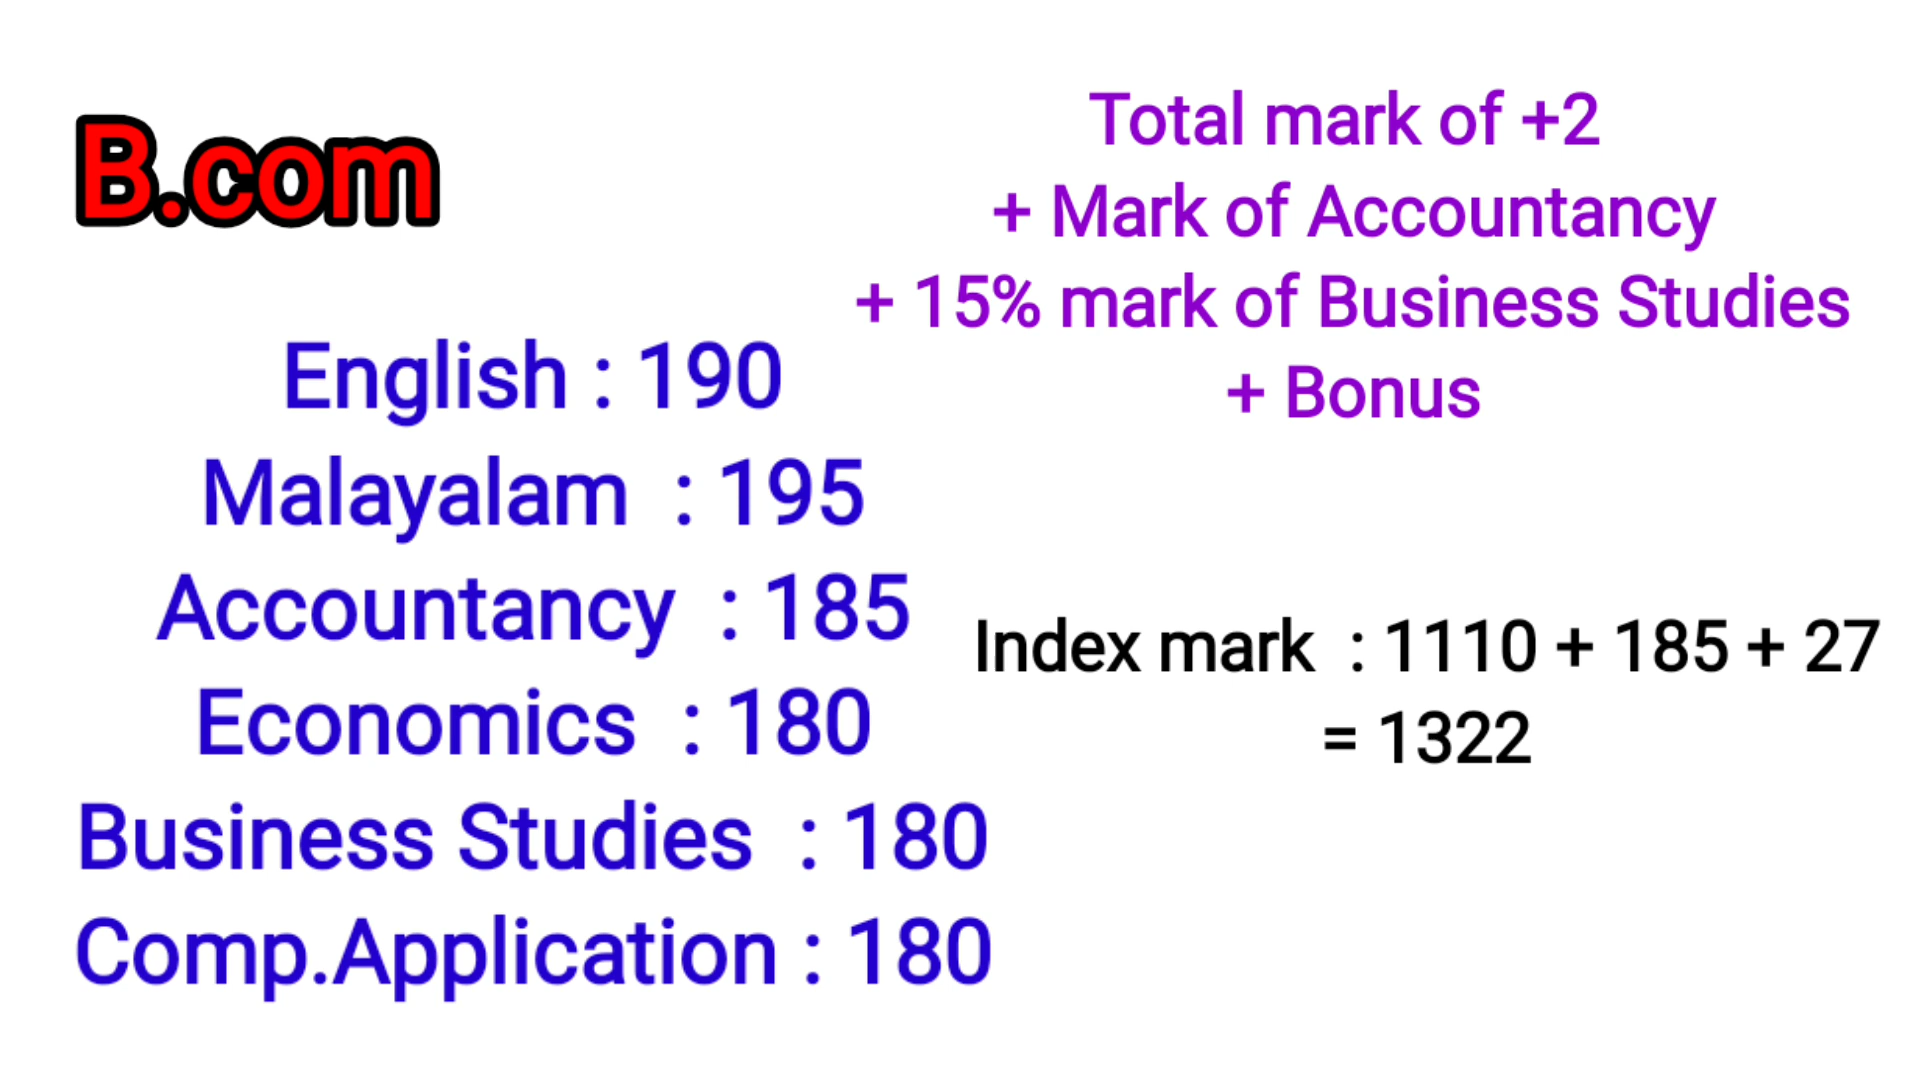 B.com
Total mark of +2
+ Mark of Accountancy
+ 15% mark of Business Studies
+ Bonus
English : 190
Malayalam : 195
Accountancy : 185
Economics : 180
Business Studies : 180
Comp.Application : 180
Index mark : 1110 + 185 + 27
= 1322